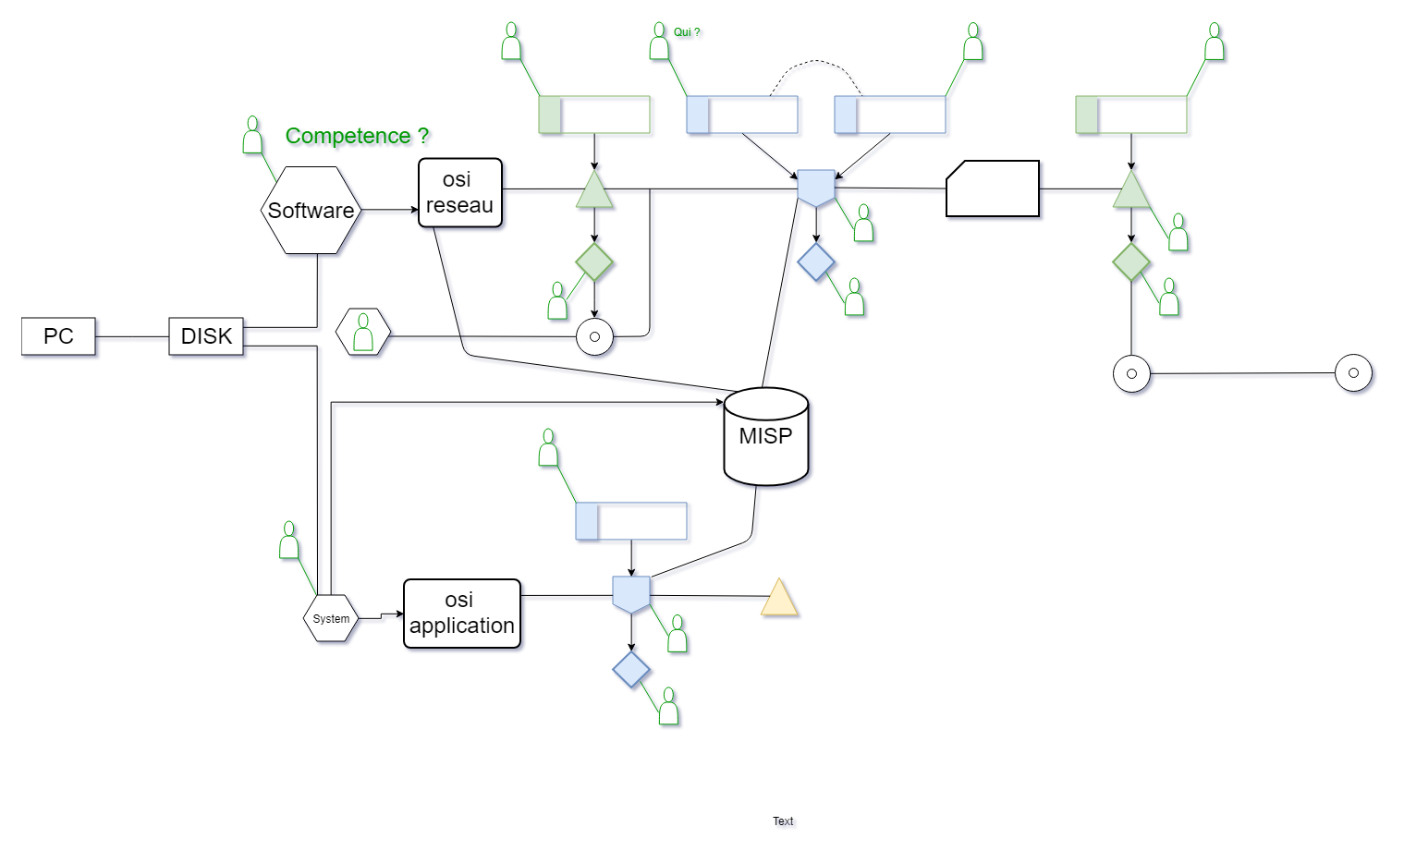 Qui ?
Competence ?
osi
reseau
Software
PC
DISK
MISP
osi
application
System
Text